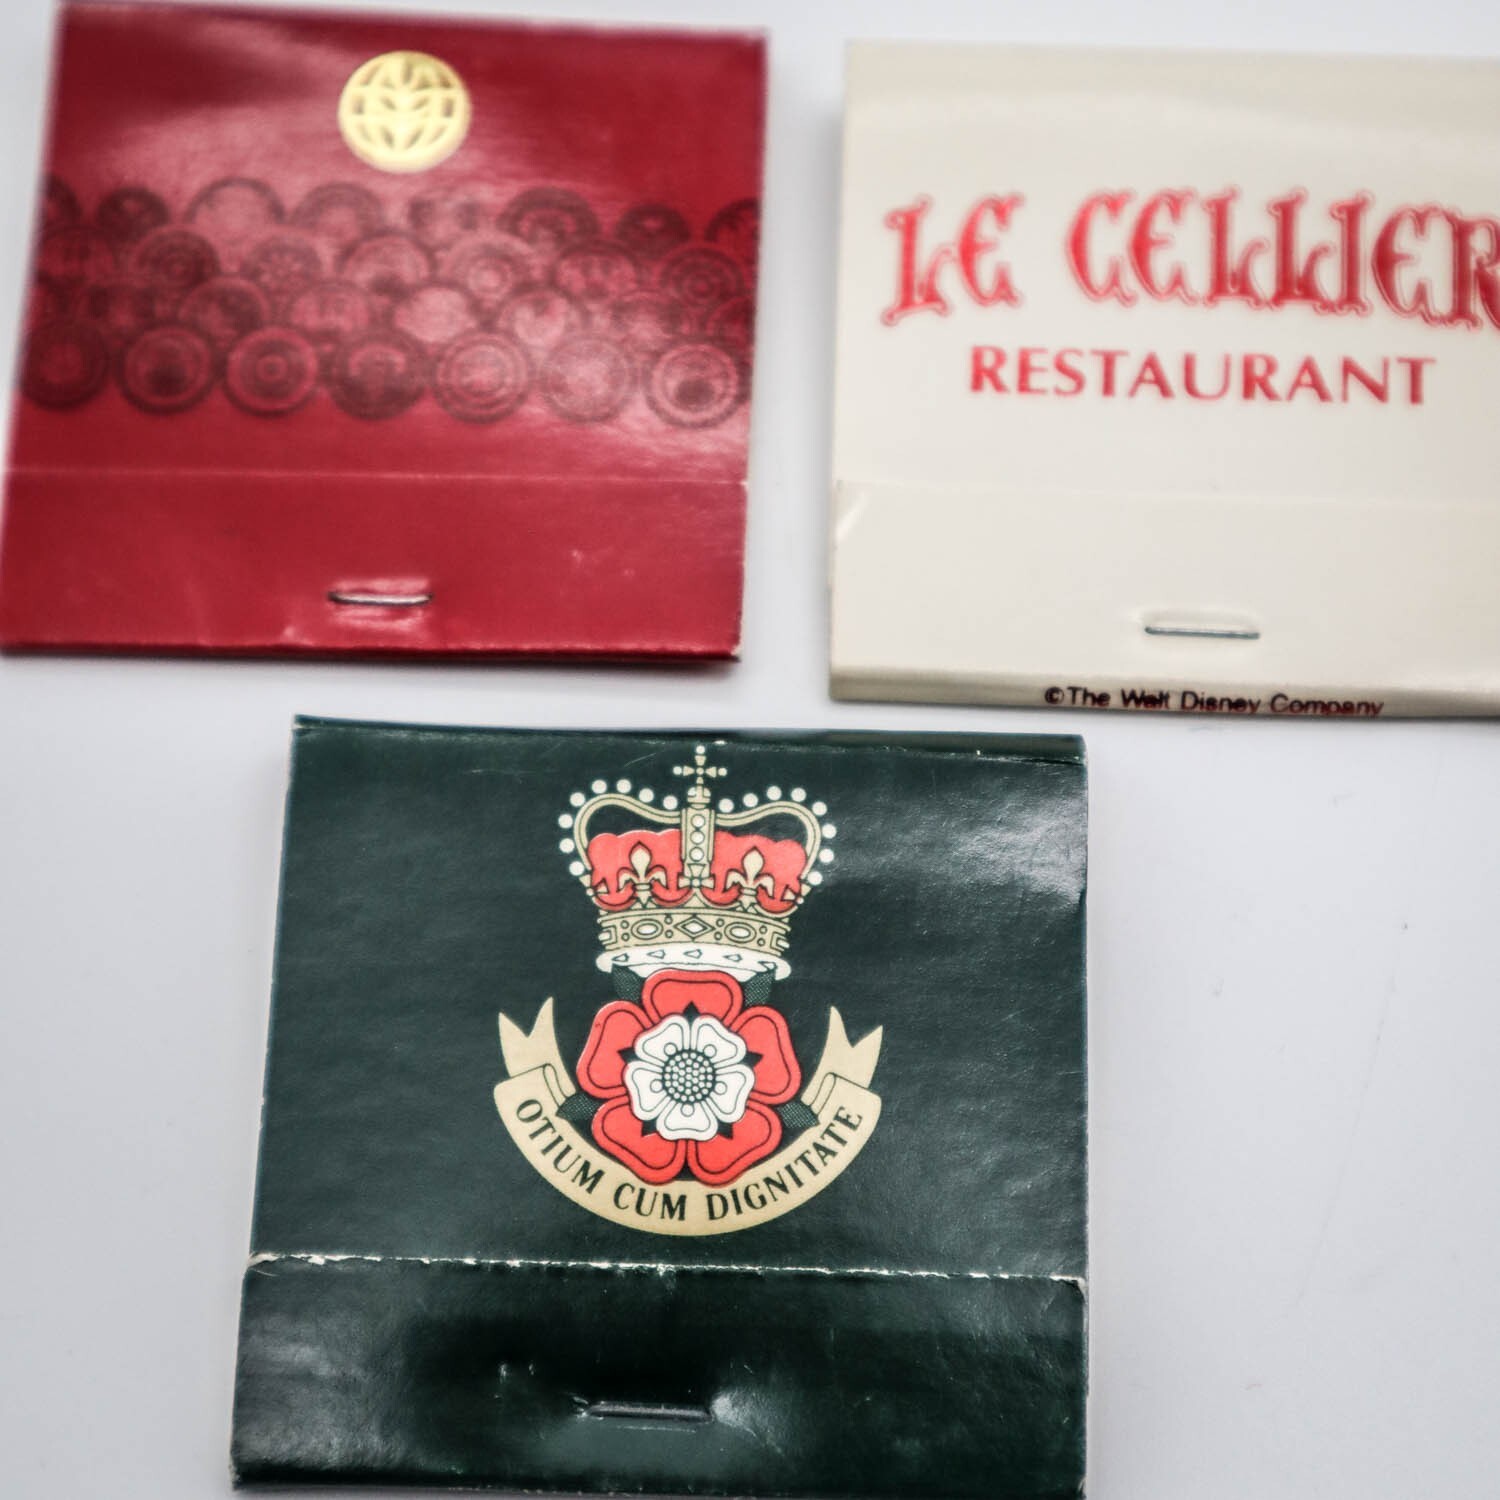 LE CELLIER
RESTAURANT
©The Walt Disney Company
OTIUM CUM DIGNITATE